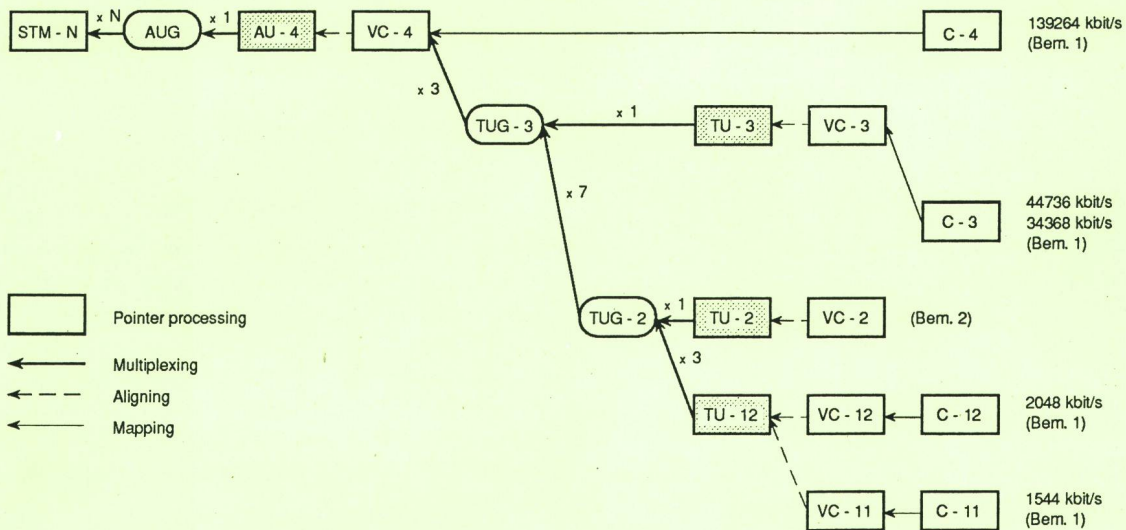 x N
x 1
STM - N
AUG
AU - 4
VC - 4
C - 4
139264 kbit/s
(Bem. 1)
x 3
TUG - 3
x 1
TU - 3
VC - 3
x 7
C - 3
44736 kbit/s
34368 kbit/s
(Bem. 1)
Pointer processing
TUG - 2
x 1
TU - 2
VC - 2
(Bem. 2)
Multiplexing
x 3
Aligning
Mapping
TU - 12
VC - 12
C - 12
2048 kbit/s
(Bem. 1)
VC - 11
C - 11
1544 kbit/s
(Bem. 1)